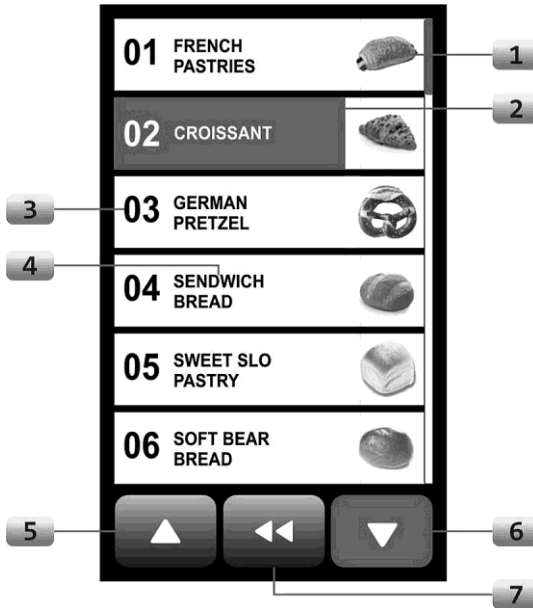 01 FRENCH
PASTRIES
1
2
02 CROISSANT
3
03 GERMAN
PRETZEL
4
04 SENDWICH
BREAD
05 SWEET SLO
PASTRY
06 SOFT BEAR
BREAD
5
6
7